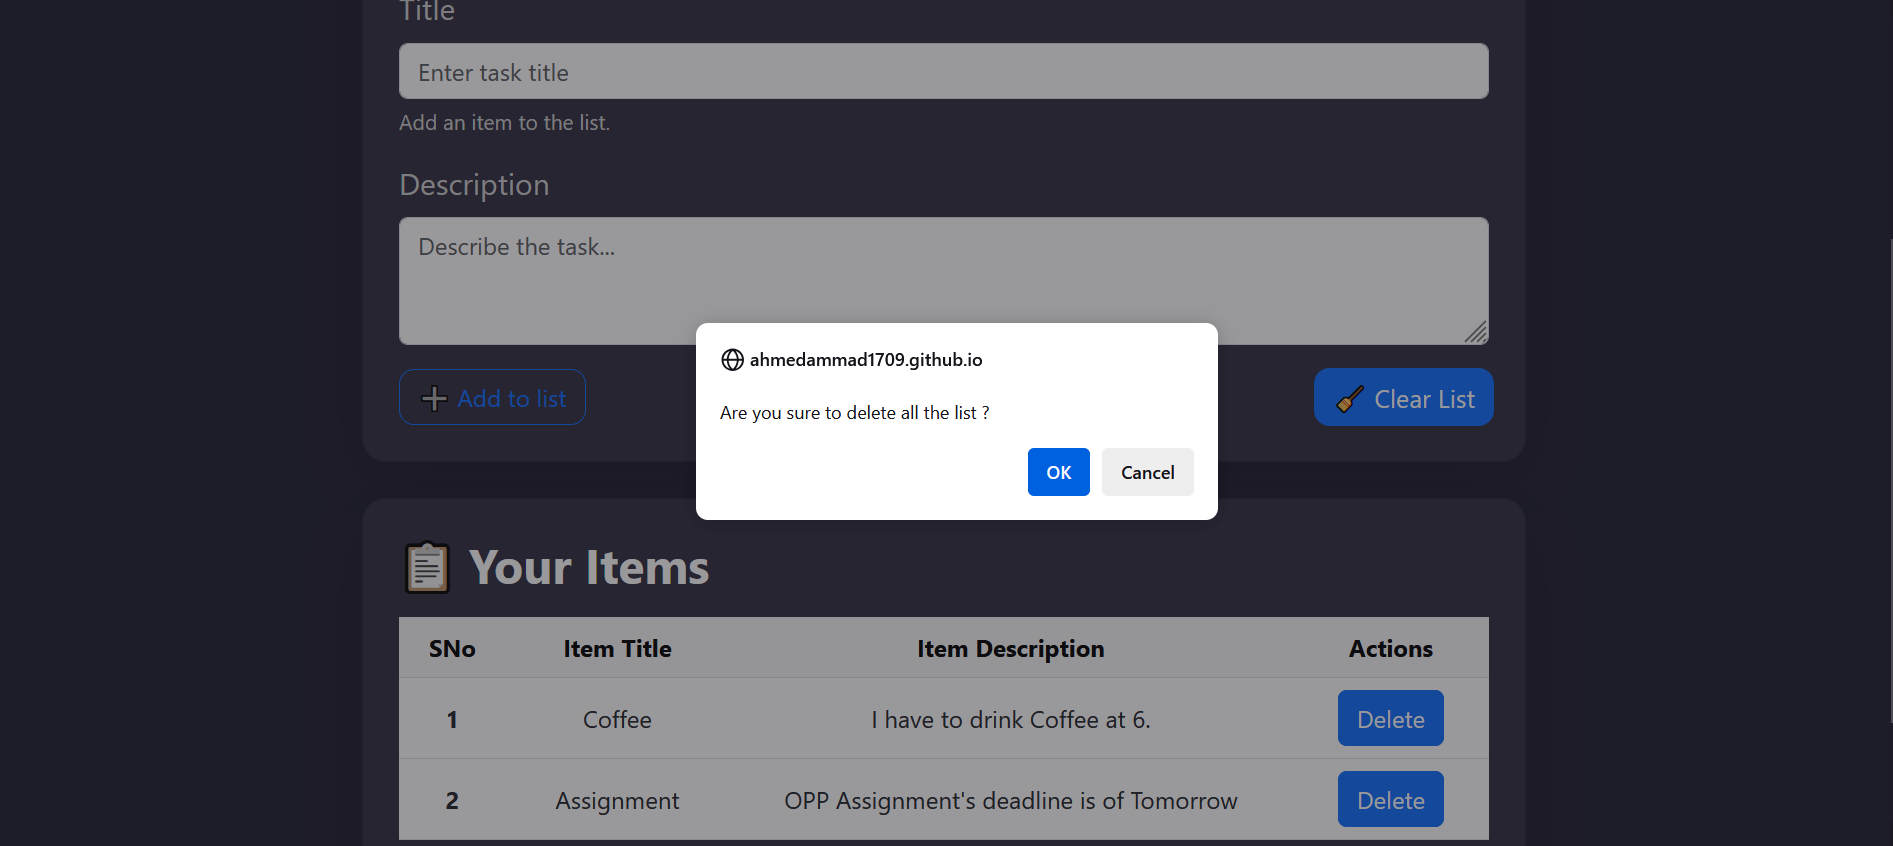 Title
Enter task title
Add an item to the list.
Description
Describe the task...
Add to list
Clear List
ahmedammad1709.github.io
Are you sure to delete all the list ?
OK Cancel
Your Items
SNo Item Title Item Description Actions
1 Coffee I have to drink Coffee at 6. Delete
2 Assignment OPP Assignment's deadline is of Tomorrow Delete